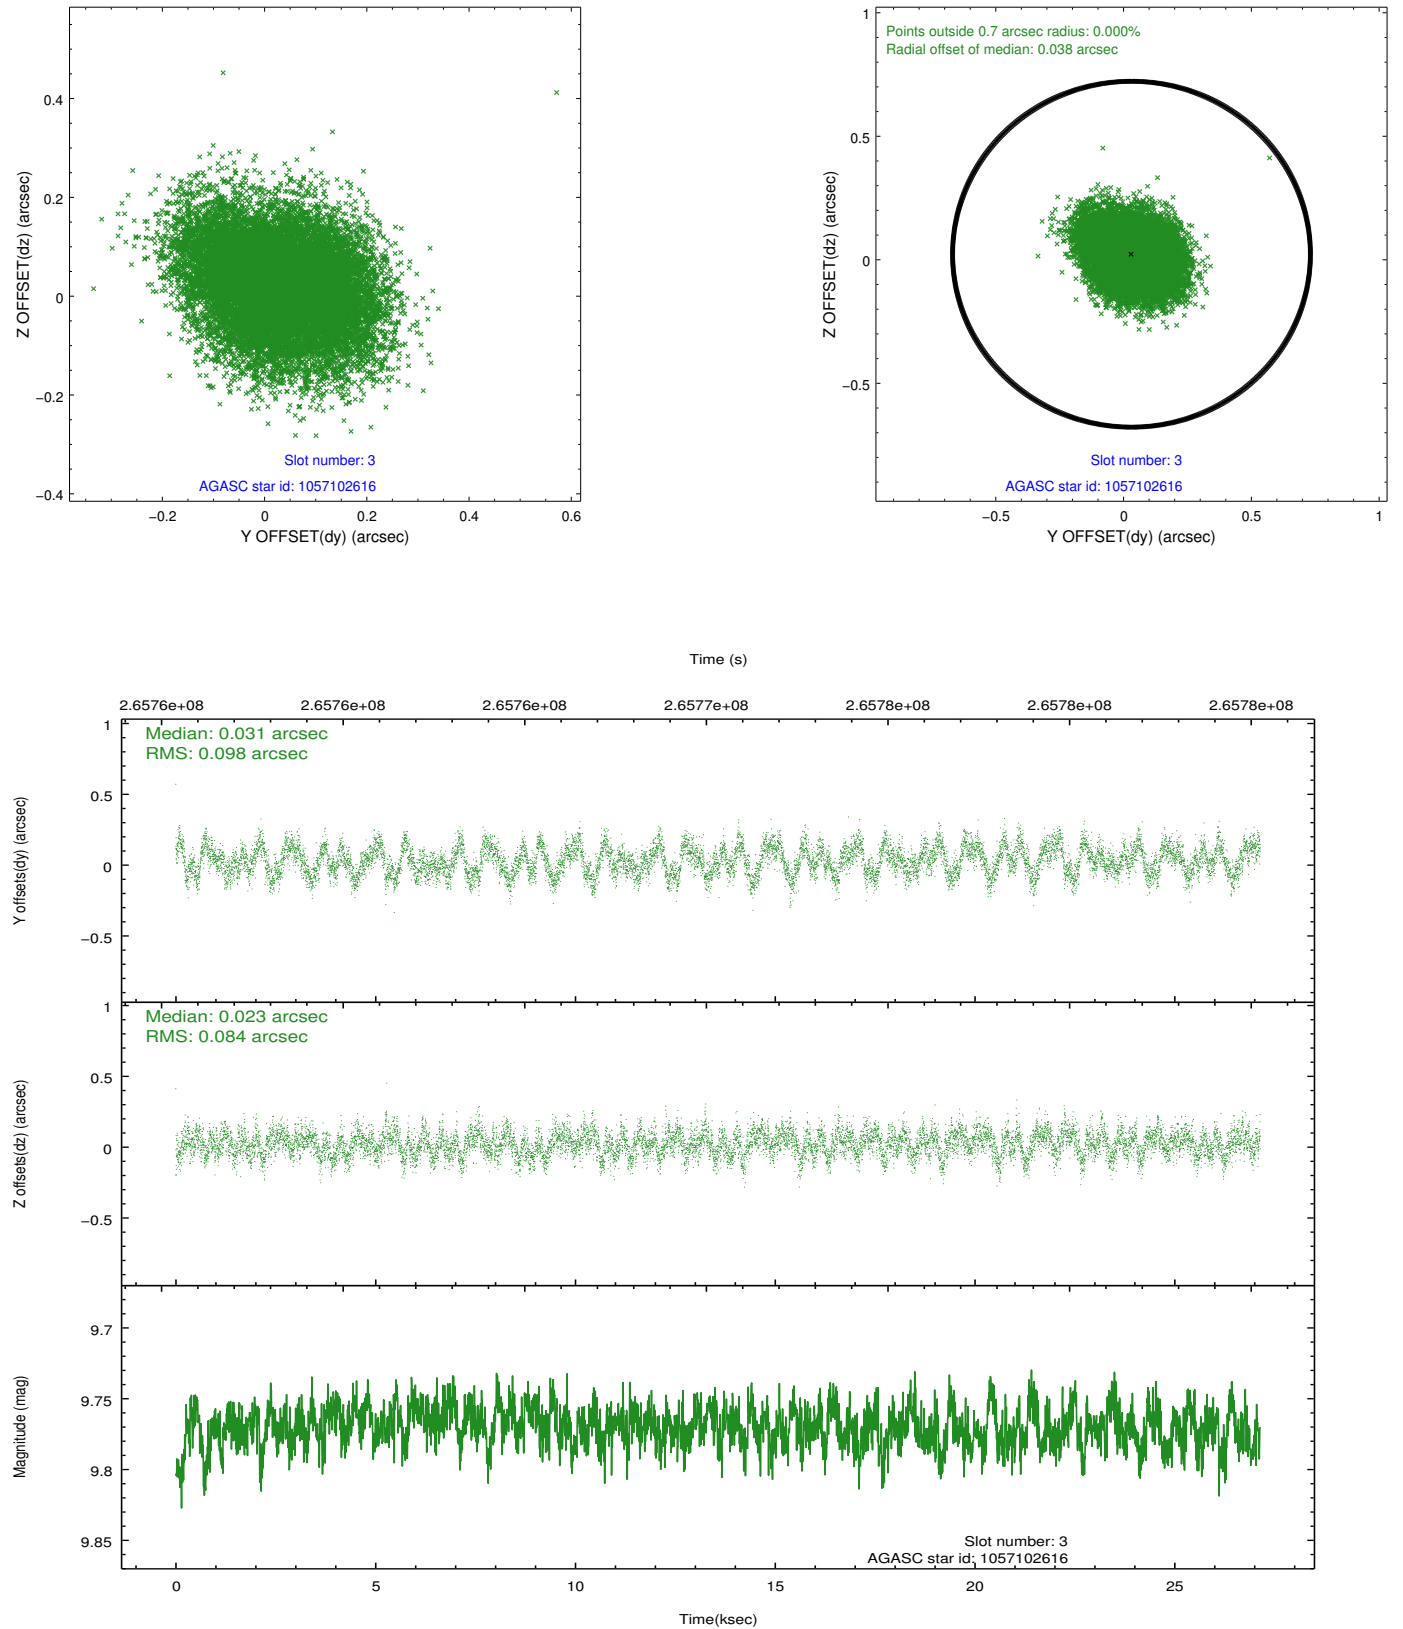 0.4
0.2
0
−0.2
−0.4
Z OFFSET(dz) (arcsec)
Slot number: 3
AGASC star id: 1057102616
−0.2 0 0.2 0.4 0.6
Y OFFSET(dy) (arcsec)
Points outside 0.7 arcsec radius: 0.000%
Radial offset of median: 0.038 arcsec
1
0.5
0
−0.5
Z OFFSET(dz) (arcsec)
Slot number: 3
AGASC star id: 1057102616
−0.5 0 0.5 1
Y OFFSET(dy) (arcsec)
Time (s)
2.6576e+08 2.6576e+08 2.6576e+08 2.6577e+08 2.6578e+08 2.6578e+08 2.6578e+08
Median: 0.031 arcsec
RMS: 0.098 arcsec
1
0.5
0
−0.5
Y offsets(dy) (arcsec)
Median: 0.023 arcsec
RMS: 0.084 arcsec
1
0.5
0
−0.5
Z offsets(dz) (arcsec)
9.7
9.75
9.8
9.85
Magnitude (mag)
Slot number: 3
AGASC star id: 1057102616
0 5 10 15 20 25
Time(ksec)